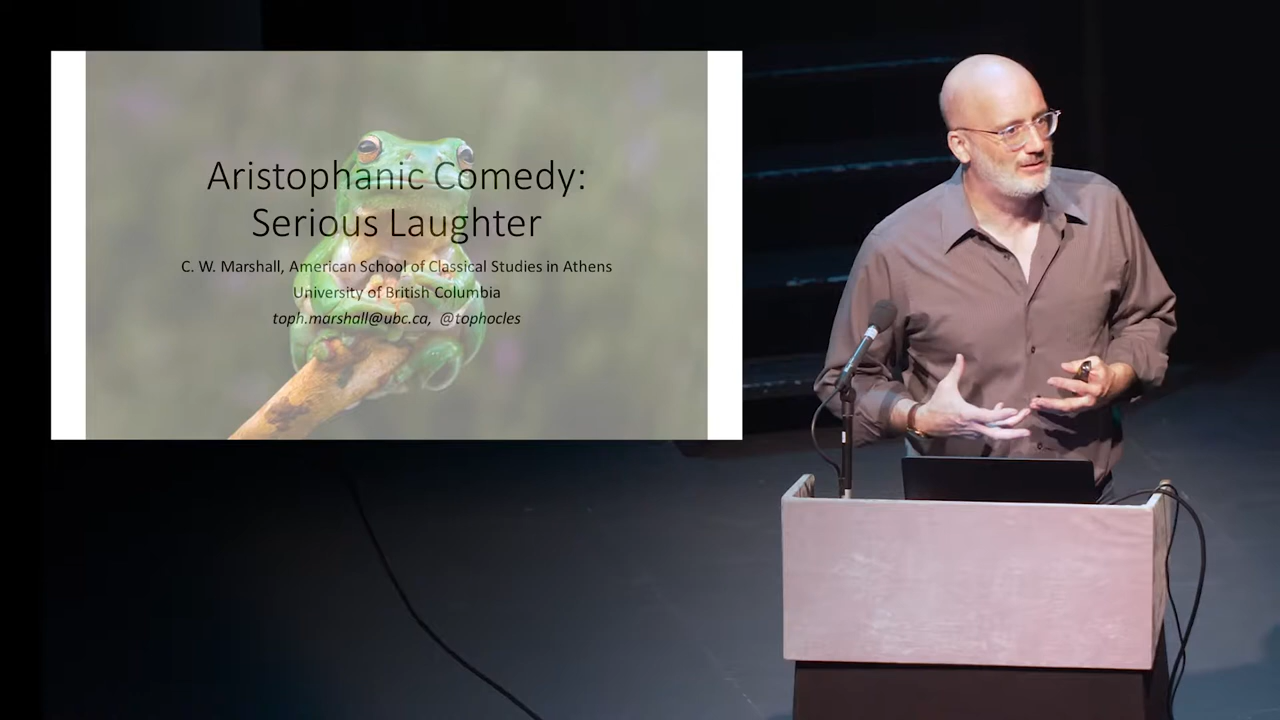 Aristophanic Comedy:
Serious Laughter
C. W. Marshall, American School of Classical Studies in Athens
University of British Columbia
toph.marshall@ubc.ca, @tophocles